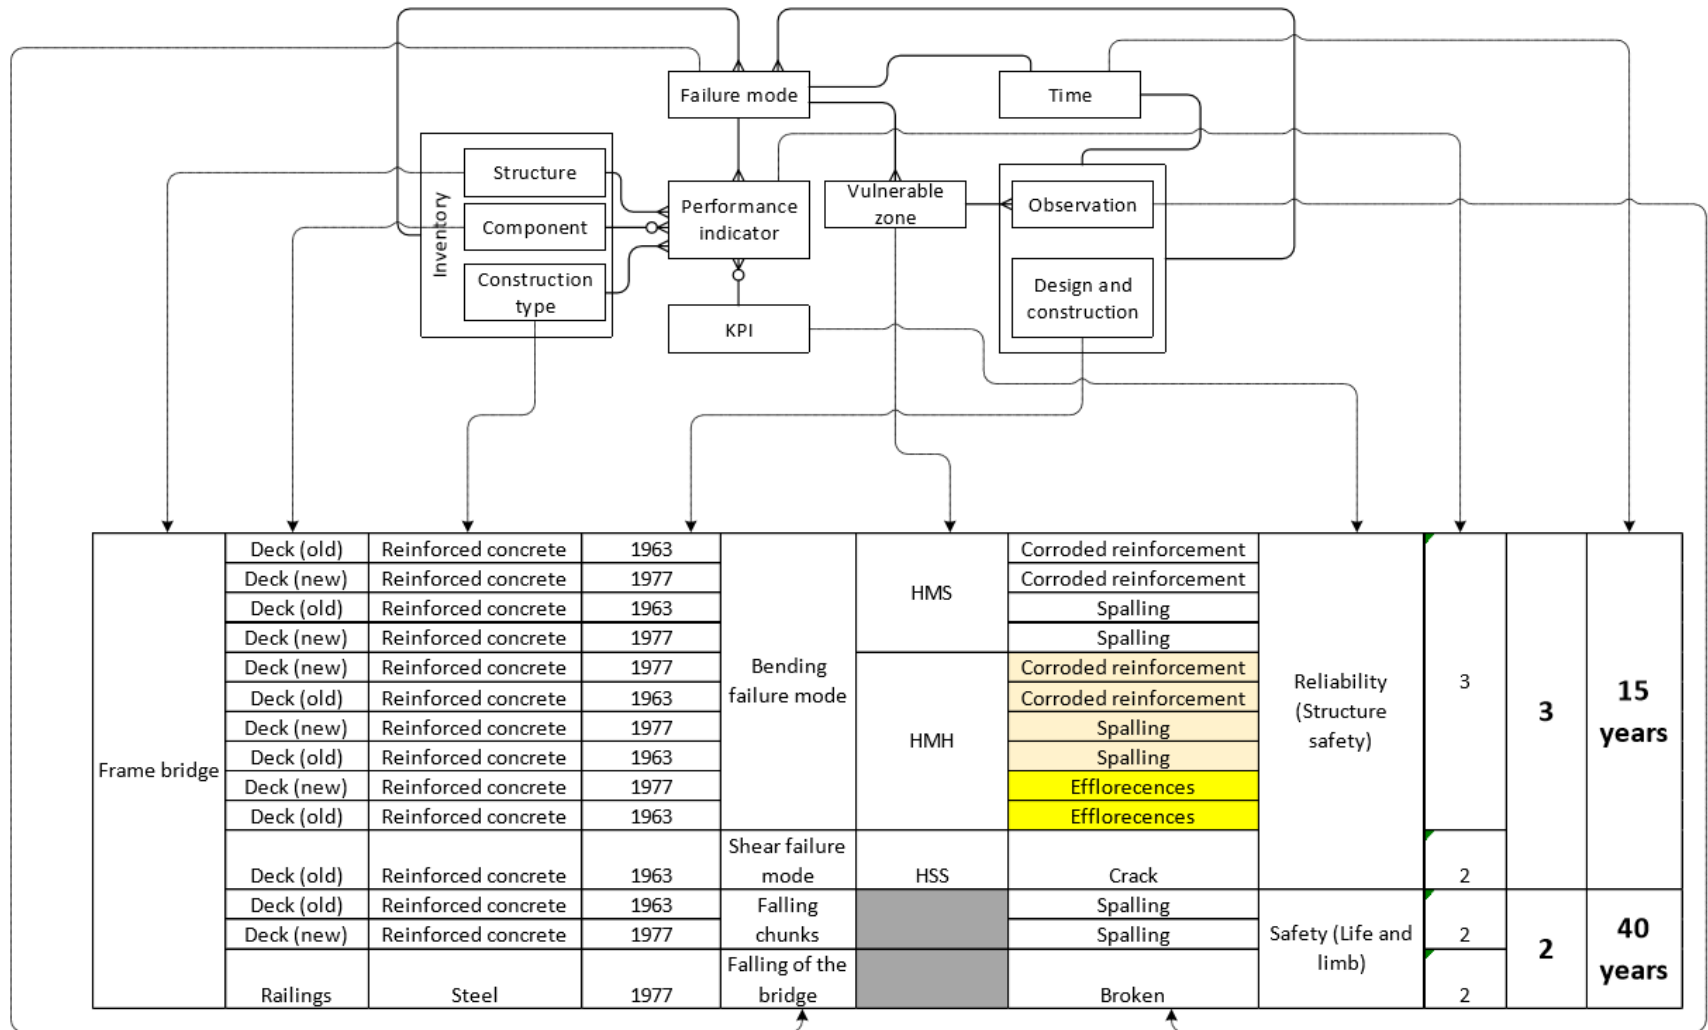 Failure mode
Time
Inventory
Structure
Component
Construction
type
Performance
indicator
KPI
Vulnerable
zone
Observation
Design and
construction
Frame bridge
Deck (old) Reinforced concrete 1963 Corroded reinforcement
Deck (new) Reinforced concrete 1977 Corroded reinforcement
HMS
Deck (old) Reinforced concrete 1963 Spalling
Deck (new) Reinforced concrete 1977 Spalling
Bending
failure mode
Deck (new) Reinforced concrete 1977 Corroded reinforcement
Deck (old) Reinforced concrete 1963 Corroded reinforcement
Deck (new) Reinforced concrete 1977 Spalling
HMH
Deck (old) Reinforced concrete 1963 Spalling
Deck (new) Reinforced concrete 1977 Efflorecences
Deck (old) Reinforced concrete 1963 Efflorecences
Reliability
(Structure
safety)
3
3
15
years
Shear failure
mode
Deck (old) Reinforced concrete 1963 HSS Crack 2
Deck (old) Reinforced concrete 1963 Spalling
Falling
chunks
Deck (new) Reinforced concrete 1977 Spalling 2
Safety (Life and
limb)
2
40
years
Falling of the
bridge
Railings Steel 1977 Broken 2